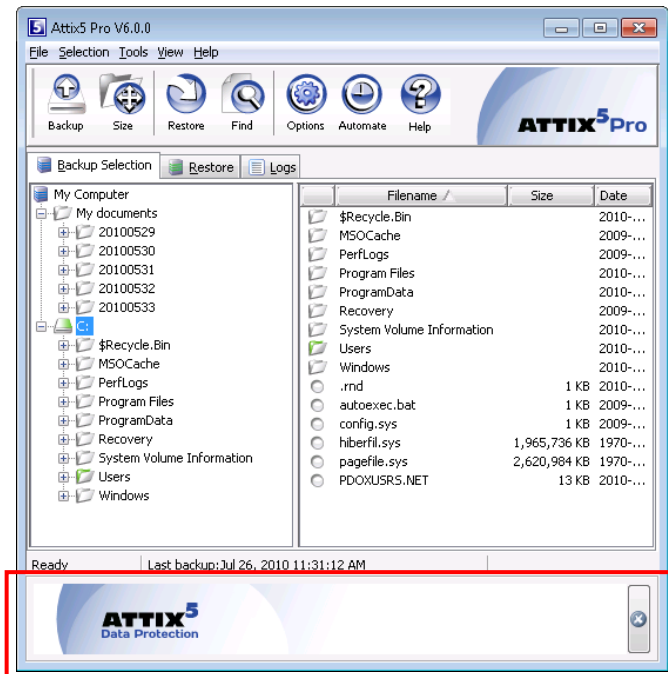 Attix5 Pro V6.0.0
File Selection Tools View Help
Backup Size Restore Find Options Automate Help
ATTIX5Pro
Backup Selection Restore Logs
My Computer
My documents
20100529
20100530
20100531
20100532
20100533
C:
$Recycle.Bin
MSOCache
PerfLogs
Program Files
ProgramData
Recovery
System Volume Information
Users
Windows
Filename Size Date
$Recycle.Bin 2010-...
MSOCache 2009-...
PerfLogs 2009-...
Program Files 2010-...
ProgramData 2010-...
Recovery 2009-...
System Volume Information 2010-...
Users 2010-...
Windows 2010-...
.rnd 1 KB 2010-...
autoexec.bat 1 KB 2009-...
config.sys 1 KB 2009-...
hiberfil.sys 1,965,736 KB 1970-...
pagefile.sys 2,620,984 KB 1970-...
PDOXUSRS.NET 13 KB 2010-...
Ready Last backup:Jul 26, 2010 11:31:12 AM
ATTIX5
Data Protection